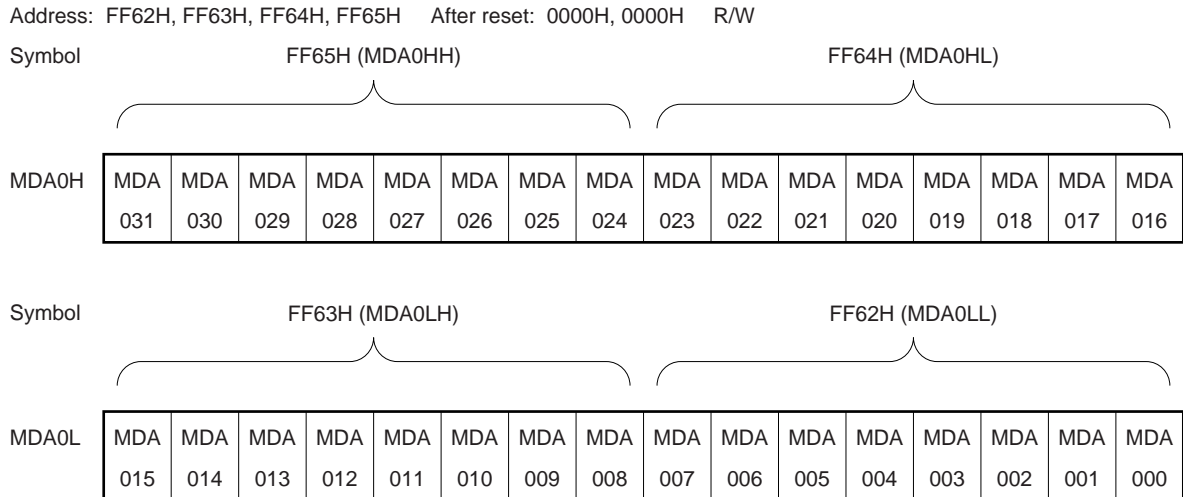 Address: FF62H, FF63H, FF64H, FF65H After reset: 0000H, 0000H R/W
Symbol FF65H (MDA0HH) FF64H (MDA0HL)
MDA0H MDA MDA MDA MDA MDA MDA MDA MDA MDA MDA MDA MDA MDA MDA MDA MDA
031 030 029 028 027 026 025 024 023 022 021 020 019 018 017 016
Symbol FF63H (MDA0LH) FF62H (MDA0LL)
MDA0L MDA MDA MDA MDA MDA MDA MDA MDA MDA MDA MDA MDA MDA MDA MDA MDA
015 014 013 012 011 010 009 008 007 006 005 004 003 002 001 000